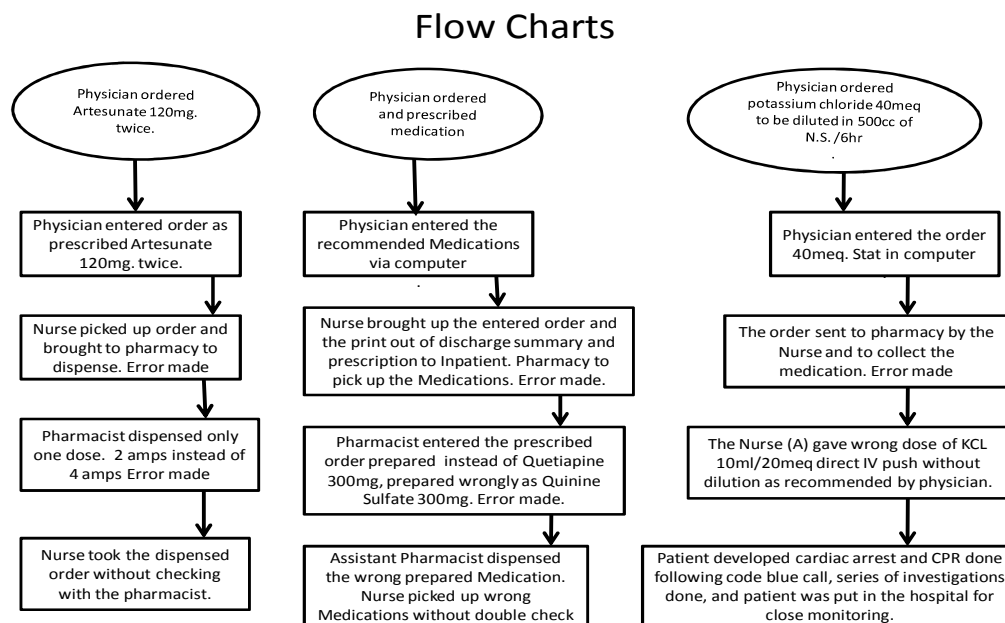 Flow Charts
Physician ordered
Artesunate 120mg.
twice.
Physician entered order as
prescribed Artesunate
120mg. twice.
Nurse picked up order and
brought to pharmacy to
dispense. Error made
Pharmacist dispensed only
one dose.  2 amps instead of
4 amps Error made
Nurse took the dispensed
order without checking
with the pharmacist.
Physician ordered
and prescribed
medication
Physician entered the
recommended Medications
via computer
.
Nurse brought up the entered order and
the print out of discharge summary and
prescription to Inpatient. Pharmacy to
pick up the Medications. Error made.
Pharmacist entered the prescribed
order prepared  instead of Quetiapine
300mg, prepared wrongly as Quinine
Sulfate 300mg. Error made.
Assistant Pharmacist dispensed
the wrong prepared Medication.
Nurse picked up wrong
Medications without double check
Physician ordered
potassium chloride 40meq
to be diluted in 500cc of
N.S. /6hr
.
Physician entered the order
40meq. Stat in computer
.
The order sent to pharmacy by the
Nurse and to collect the
medication. Error made
The Nurse (A) gave wrong dose of KCL
10ml/20meq direct IV push without
dilution as recommended by physician.
Patient developed cardiac arrest and CPR done
following code blue call, series of investigations
done, and patient was put in the hospital for
close monitoring.